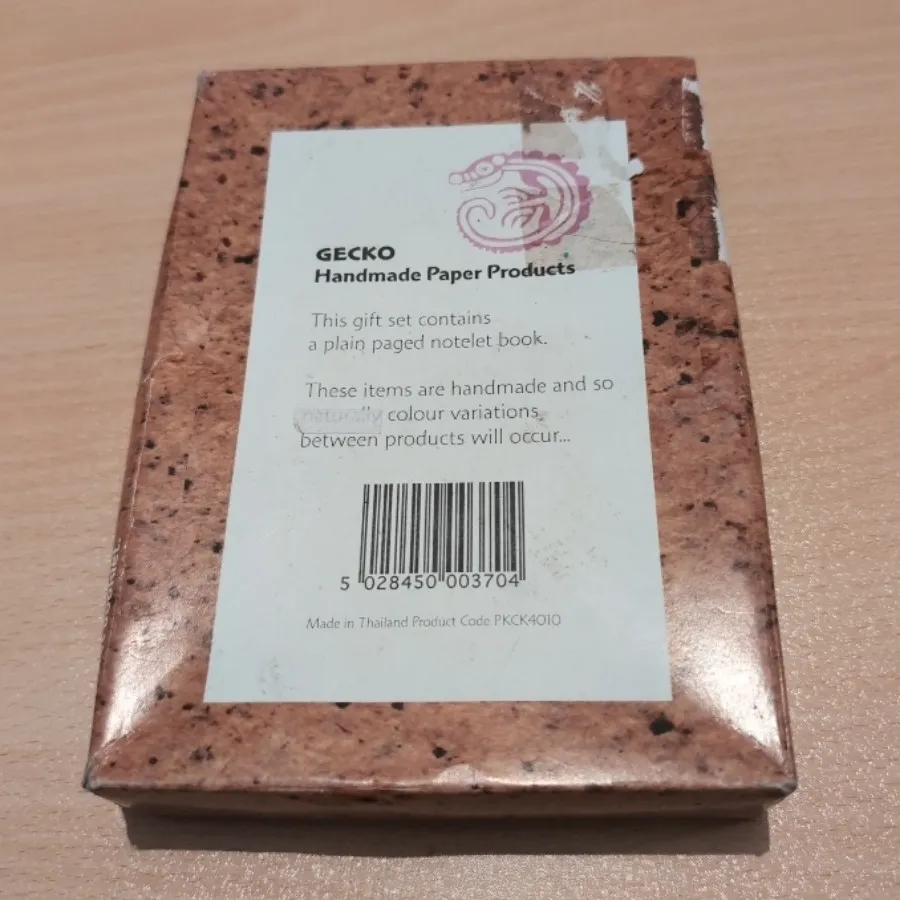 GECKO
Handmade Paper Products
This gift set contains
a plain paged notelet book.
These items are handmade and so
naturally colour variations
between products will occur...
5 028450 003704
Made in Thailand Product Code PKCK4010